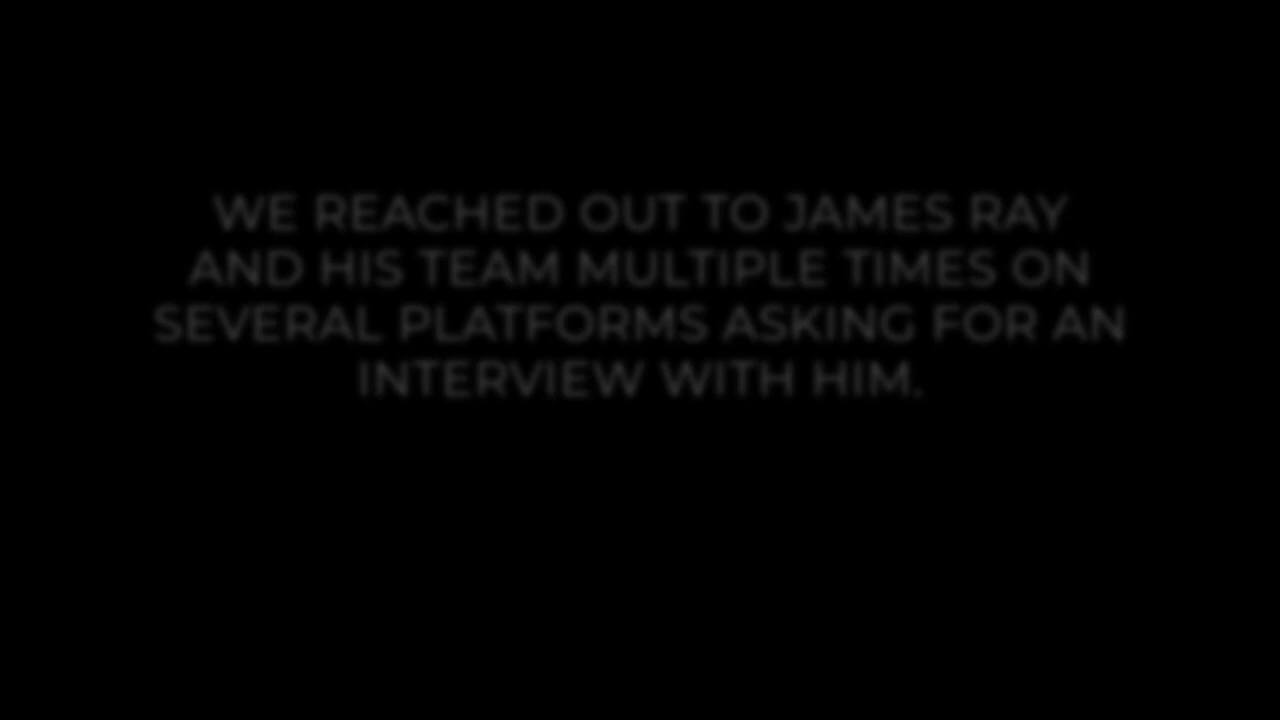 WE REACHED OUT TO JAMES RAY
AND HIS TEAM MULTIPLE TIMES ON
SEVERAL PLATFORMS ASKING FOR AN
INTERVIEW WITH HIM.